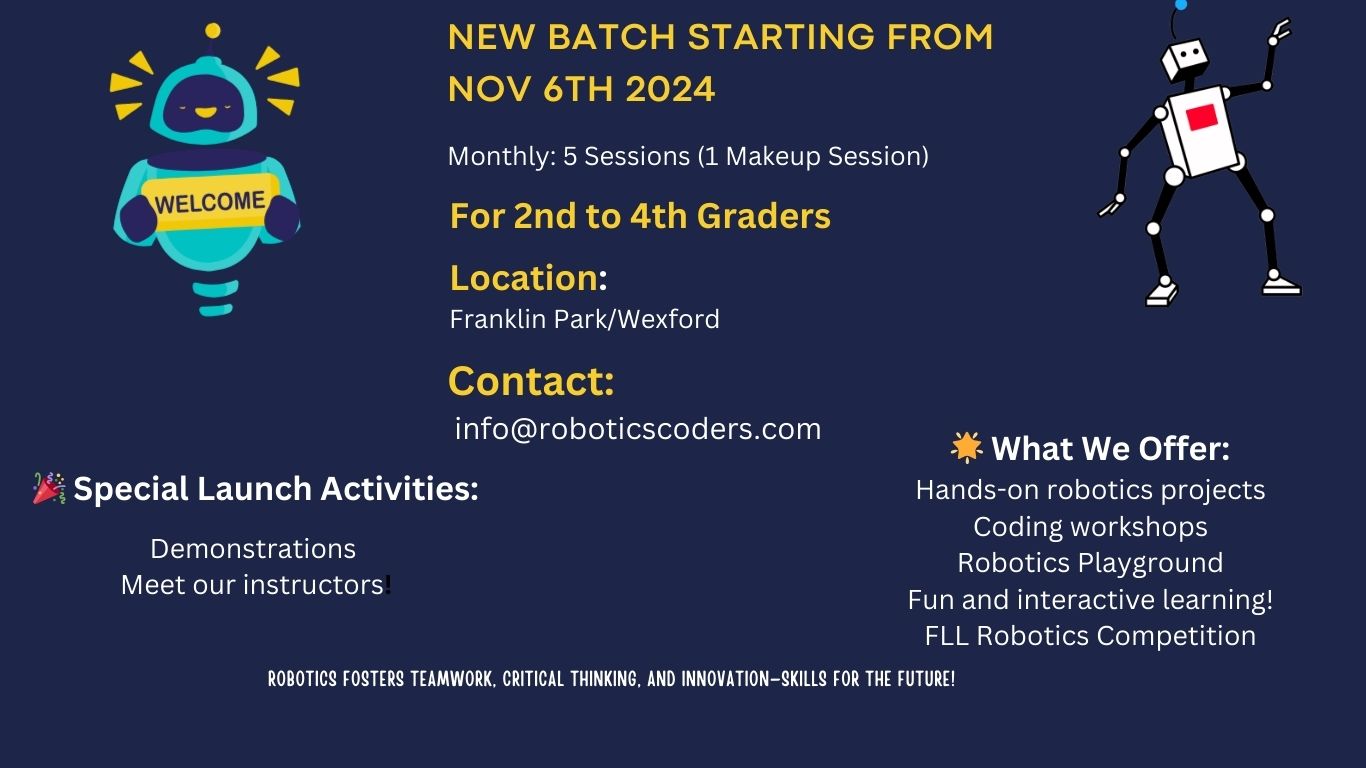 WELCOME
NEW BATCH STARTING FROM
NOV 6TH 2024
Monthly: 5 Sessions (1 Makeup Session)
For 2nd to 4th Graders
Location:
Franklin Park/Wexford
Contact:
info@roboticscoders.com
🎉 Special Launch Activities:
Demonstrations
Meet our instructors!
🌟 What We Offer:
Hands-on robotics projects
Coding workshops
Robotics Playground
Fun and interactive learning!
FLL Robotics Competition
ROBOTICS FOSTERS TEAMWORK, CRITICAL THINKING, AND INNOVATION—SKILLS FOR THE FUTURE!